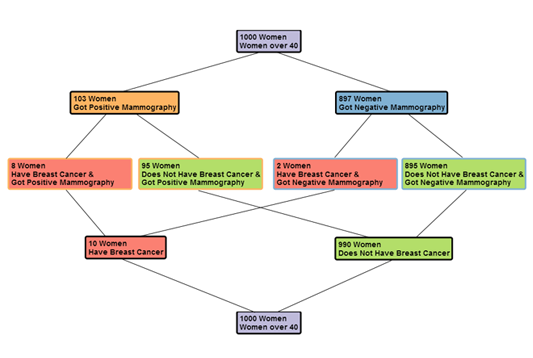 1000 Women
Women over 40
103 Women
Got Positive Mammography
897 Women
Got Negative Mammography
8 Women
Have Breast Cancer &
Got Positive Mammography
95 Women
Does Not Have Breast Cancer &
Got Positive Mammography
2 Women
Have Breast Cancer &
Got Negative Mammography
895 Women
Does Not Have Breast Cancer &
Got Negative Mammography
10 Women
Have Breast Cancer
990 Women
Does Not Have Breast Cancer
1000 Women
Women over 40